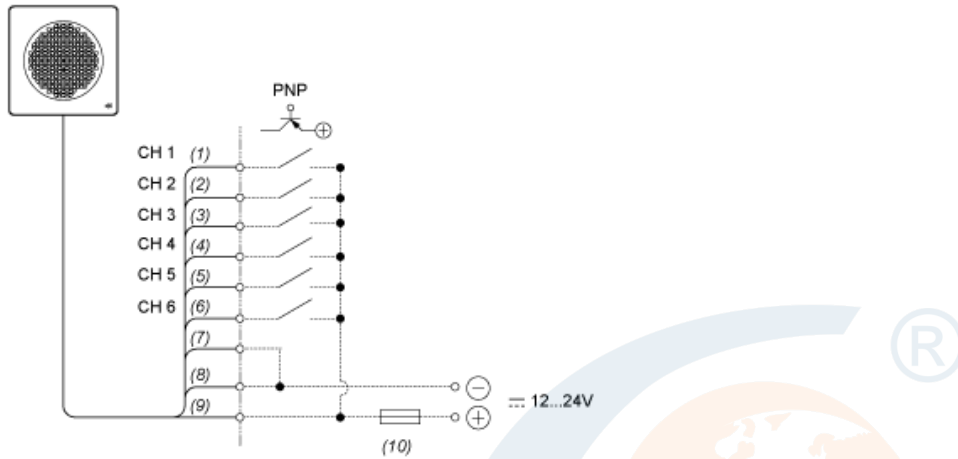 PNP
⊕
CH 1 (1)
CH 2 (2)
CH 3 (3)
CH 4 (4)
CH 5 (5)
CH 6 (6)
(7)
(8)
(9)
⊖
⊕
⎓ 12...24V
(10)
®